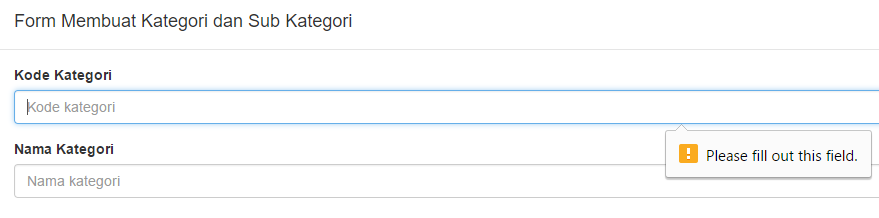 Form Membuat Kategori dan Sub Kategori
Kode Kategori
Kode kategori
Please fill out this field.
Nama Kategori
Nama kategori